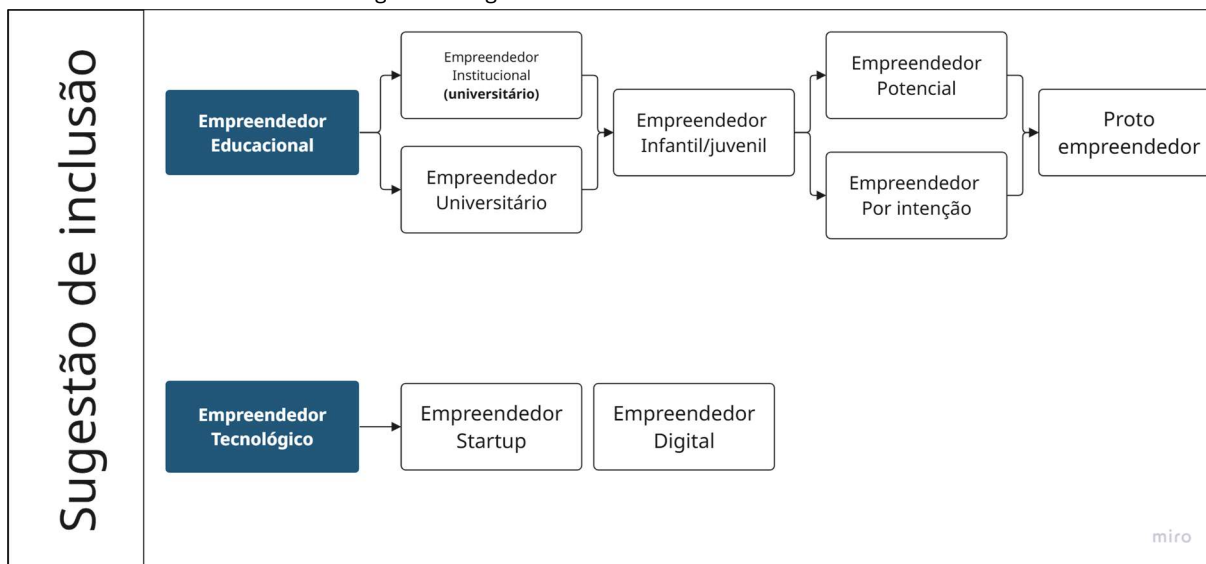 Sugestão de inclusão
Empreendedor
Educacional
Empreendedor
Institucional
(universitário)
Empreendedor
Universitário
Empreendedor
Infantil/juvenil
Empreendedor
Potencial
Empreendedor
Por intenção
Proto
empreendedor
Empreendedor
Tecnológico
Empreendedor
Startup
Empreendedor
Digital
miro